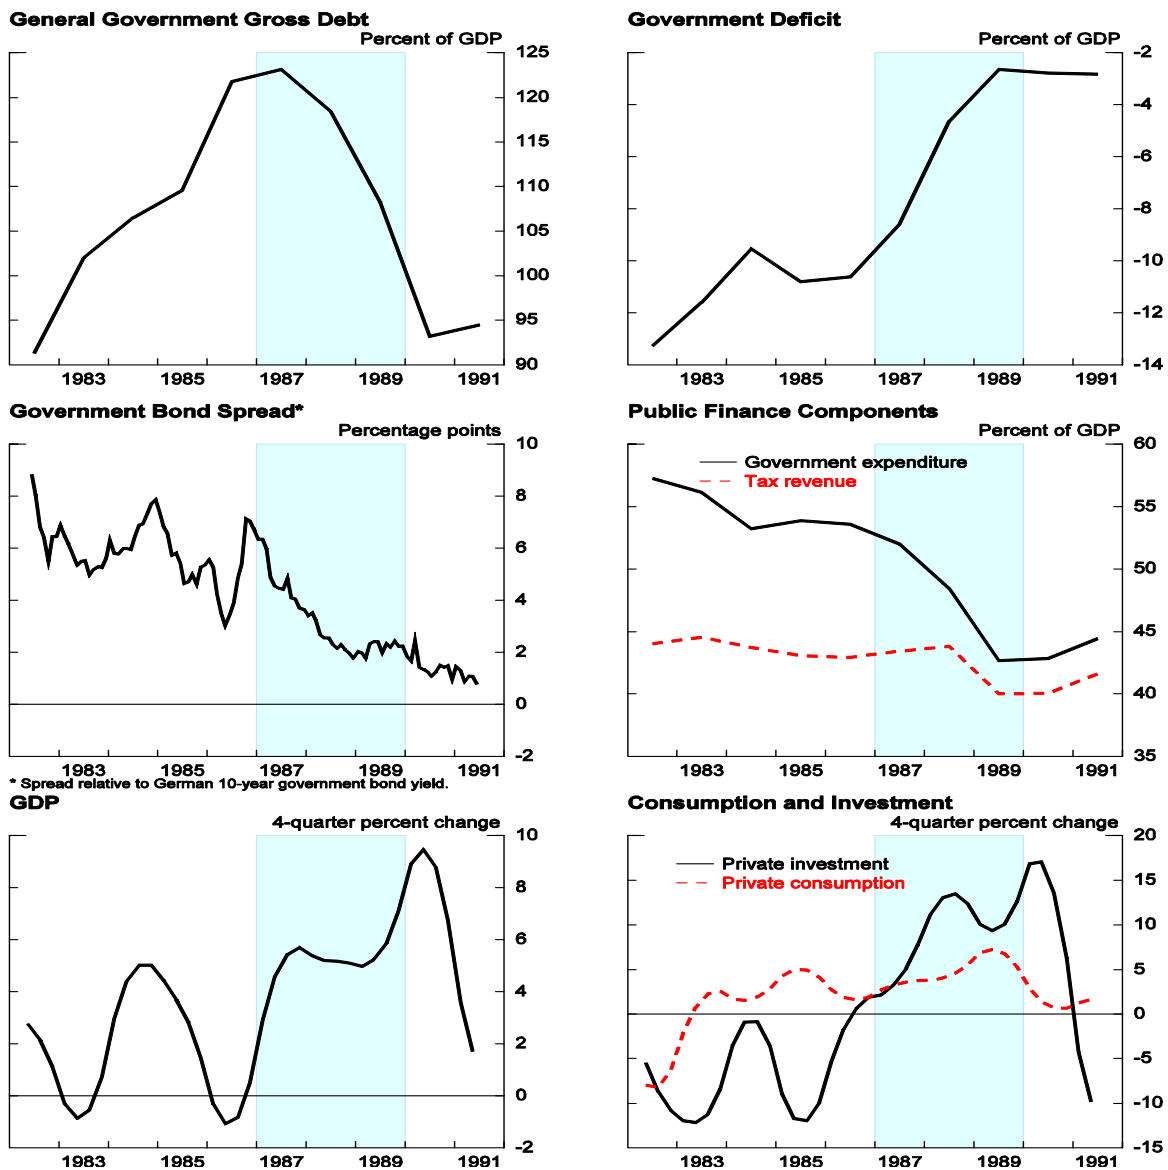 General Government Gross Debt
Percent of GDP
125
120
115
110
105
100
95
90
1983 1985 1987 1989 1991
Government Deficit
Percent of GDP
-2
-4
-6
-8
-10
-12
-14
1983 1985 1987 1989 1991
Government Bond Spread*
Percentage points
10
8
6
4
2
0
-2
1983 1985 1987 1989 1991
* Spread relative to German 10-year government bond yield.
Public Finance Components
Percent of GDP
Government expenditure
Tax revenue
60
55
50
45
40
35
1983 1985 1987 1989 1991
GDP
4-quarter percent change
10
8
6
4
2
0
-2
1983 1985 1987 1989 1991
Consumption and Investment
4-quarter percent change
Private investment
Private consumption
20
15
10
5
0
-5
-10
-15
1983 1985 1987 1989 1991